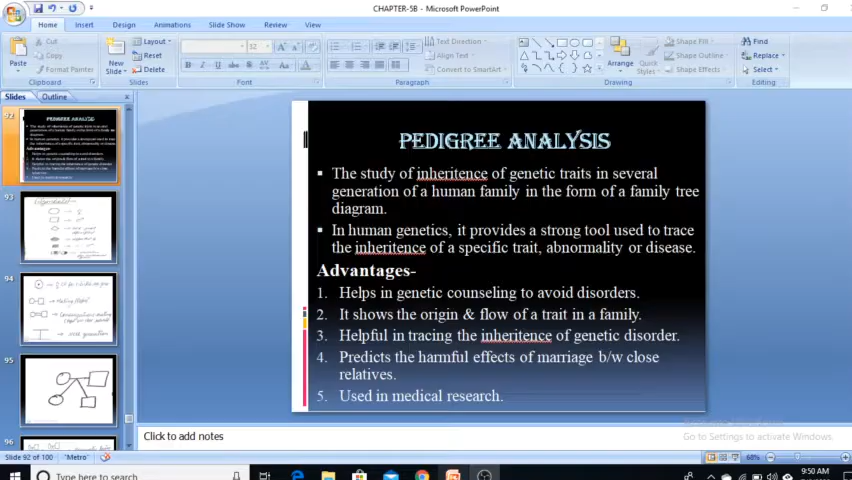 CHAPTER-5B - Microsoft PowerPoint
Home Insert Design Animations Slide Show Review View
Cut
Copy
Format Painter
Paste
Clipboard
New Slide
Layout
Reset
Delete
Slides
32
Font
Paragraph
Text Direction
Align Text
Convert to SmartArt
Arrange
Quick Styles
Shape Fill
Shape Outline
Shape Effects
Drawing
Find
Replace
Select
Editing
Slides Outline
92
93
94
95
96
PEDIGREE ANALYSIS
The study of inheritence of genetic traits in several
generation of a human family in the form of a family tree
diagram.
In human genetics, it provides a strong tool used to trace
the inheritence of a specific trait, abnormality or disease.
Advantages-
1. Helps in genetic counseling to avoid disorders.
2. It shows the origin & flow of a trait in a family.
3. Helpful in tracing the inheritence of genetic disorder.
4. Predicts the harmful effects of marriage b/w close
relatives.
5. Used in medical research.
Click to add notes
Go to Settings to activate Windows.
Slide 92 of 100 "Metro"
68%
Type here to search
9:50 AM